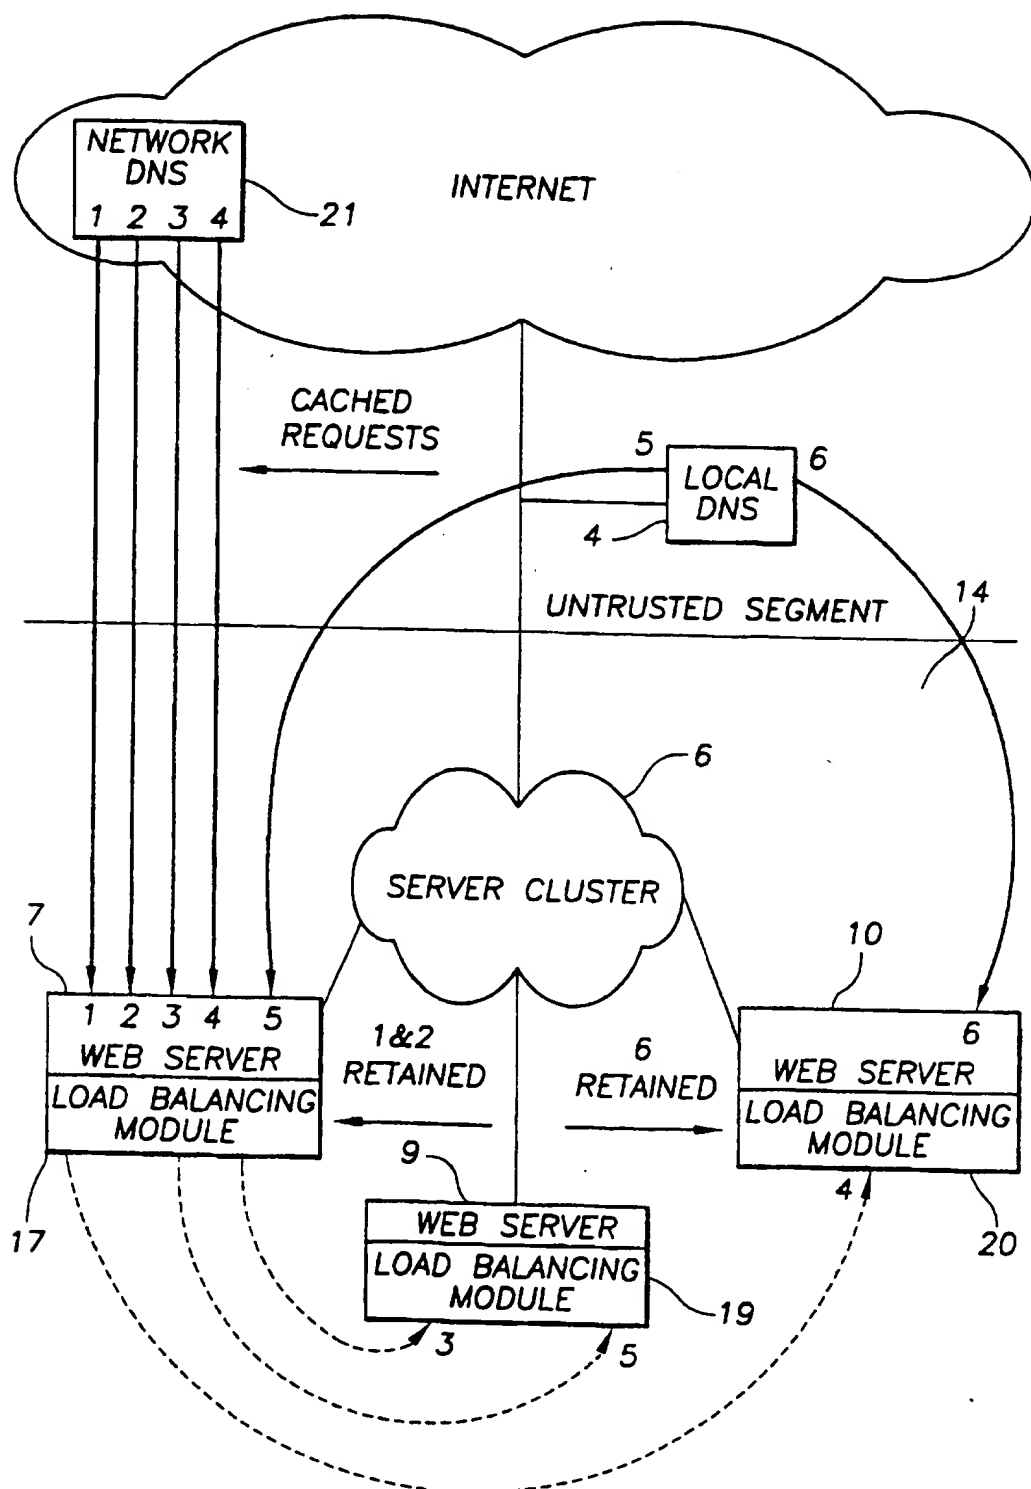 NETWORK
DNS
1 2 3 4
21
INTERNET
CACHED
REQUESTS
5
LOCAL
DNS
6
4
UNTRUSTED SEGMENT
14
6
SERVER CLUSTER
7
1 2 3 4 5
WEB SERVER
LOAD BALANCING
MODULE
17
1&2
RETAINED
6
RETAINED
10
6
WEB SERVER
LOAD BALANCING
MODULE
4
20
9
WEB SERVER
LOAD BALANCING
MODULE
19
3
5